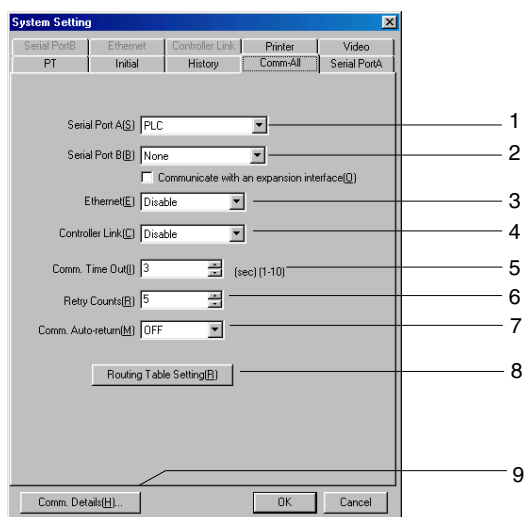 System Setting
Serial PortB Ethernet Controller Link Printer Video
PT Initial History Comm-All Serial PortA
Serial Port A(S) PLC 1
Serial Port B(B) None 2
Communicate with an expansion interface(O)
Ethernet(E) Disable 3
Controller Link(C) Disable 4
Comm. Time Out(I) 3 (sec) (1-10) 5
Retry Counts(R) 5 6
Comm. Auto-return(M) OFF 7
Routing Table Setting(R) 8
9
Comm. Details(H)... OK Cancel